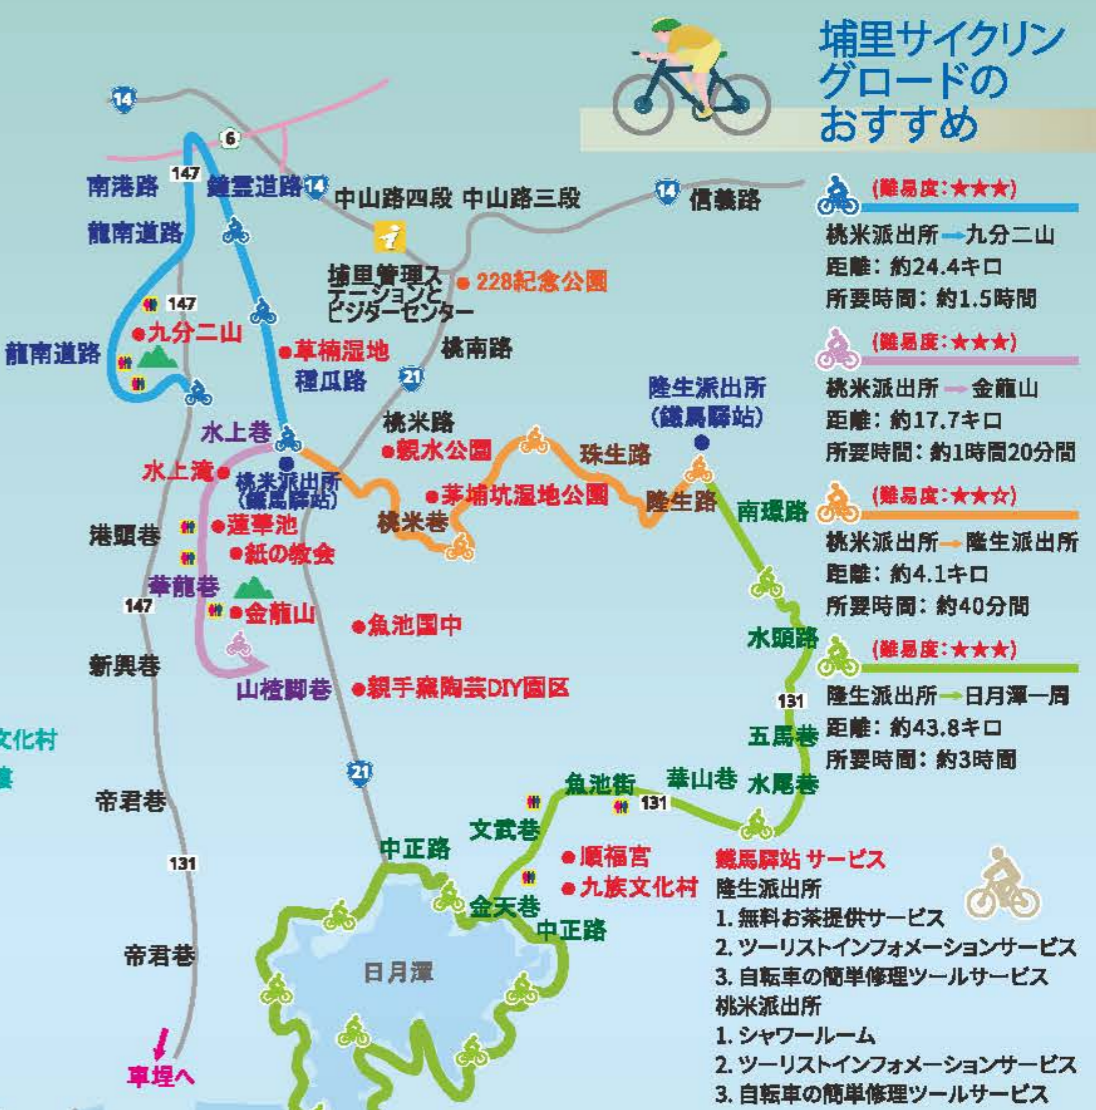 埔里サイクリン
グロードの
おすすめ
14
6
147
南港路
鐘霊道路
14
中山路四段
中山路三段
14
信義路
龍南道路
埔里管理ス
テーションと
ビジターセンター
228紀念公園
147
九分二山
龍南道路
草楠湿地
種瓜路
桃南路
21
桃米路
水上巷
親水公園
隆生派出所
(鐵馬驛站)
珠生路
水上湾
桃米派出所
(鐵馬驛站)
茅埔坑湿地公園
隆生路
南環路
桃米巷
港頭巷
蓮華池
紙の教会
華龍巷
147
金龍山
魚池国中
水頭路
新興巷
山楂脚巷
親手窯陶芸DIY園区
131
五馬巷
文化村
21
魚池街
華山巷
水尾巷
帝君巷
131
文武巷
中正路
順福宮
131
九族文化村
金天巷
中正路
帝君巷
日月潭
車埕へ
(難易度:★★★)
桃米派出所→九分二山
距離: 約24.4キロ
所要時間: 約1.5時間
(難易度:★★★)
桃米派出所→金龍山
距離: 約17.7キロ
所要時間: 約1時間20分間
(難易度:★★☆)
桃米派出所→隆生派出所
距離: 約4.1キロ
所要時間: 約40分間
(難易度:★★★)
隆生派出所→日月潭一周
距離: 約43.8キロ
所要時間: 約3時間
鐵馬驛站 サービス
隆生派出所
1. 無料お茶提供サービス
2. ツーリストインフォメーションサービス
3. 自転車の簡単修理ツールサービス
桃米派出所
1. シャワールーム
2. ツーリストインフォメーションサービス
3. 自転車の簡単修理ツールサービス